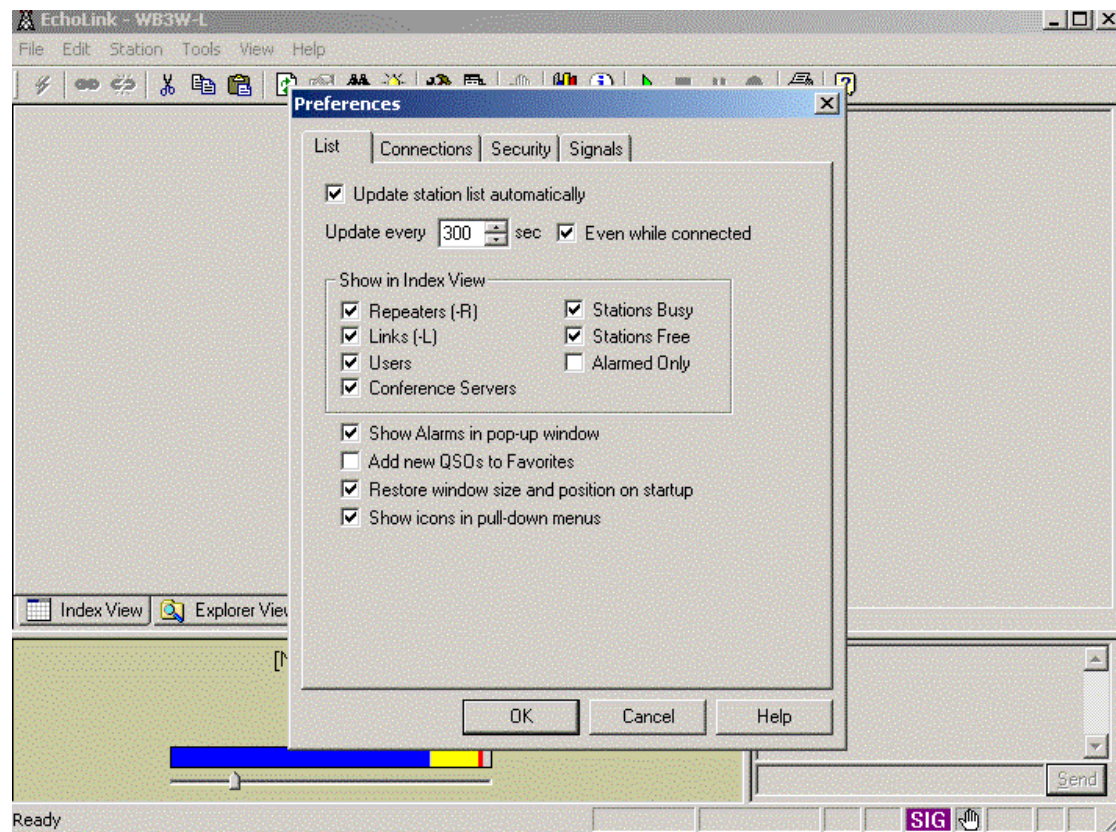 EchoLink - WB3W-L
File Edit Station Tools View Help
Preferences
List Connections Security Signals
Update station list automatically
Update every 300 sec Even while connected
Show in Index View
Repeaters (-R) Stations Busy
Links (-L) Stations Free
Users Alarmed Only
Conference Servers
Show Alarms in pop-up window
Add new QSOs to Favorites
Restore window size and position on startup
Show icons in pull-down menus
Index View Explorer
OK Cancel Help
Send
Ready SIG